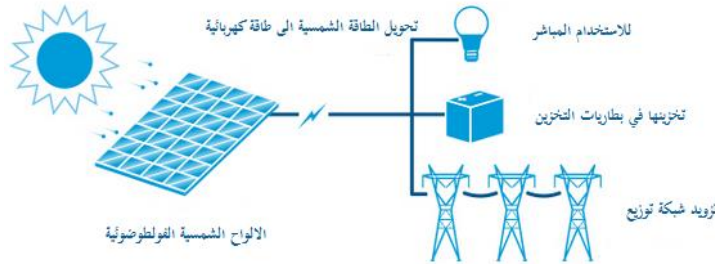 تحويل الطاقة الشمسية الى طاقة كهربائية
للاستخدام المباشر
تخزينها في بطاريات التخزين
تزويد شبكة توزيع
الالواح الشمسية الفولطوضوئية